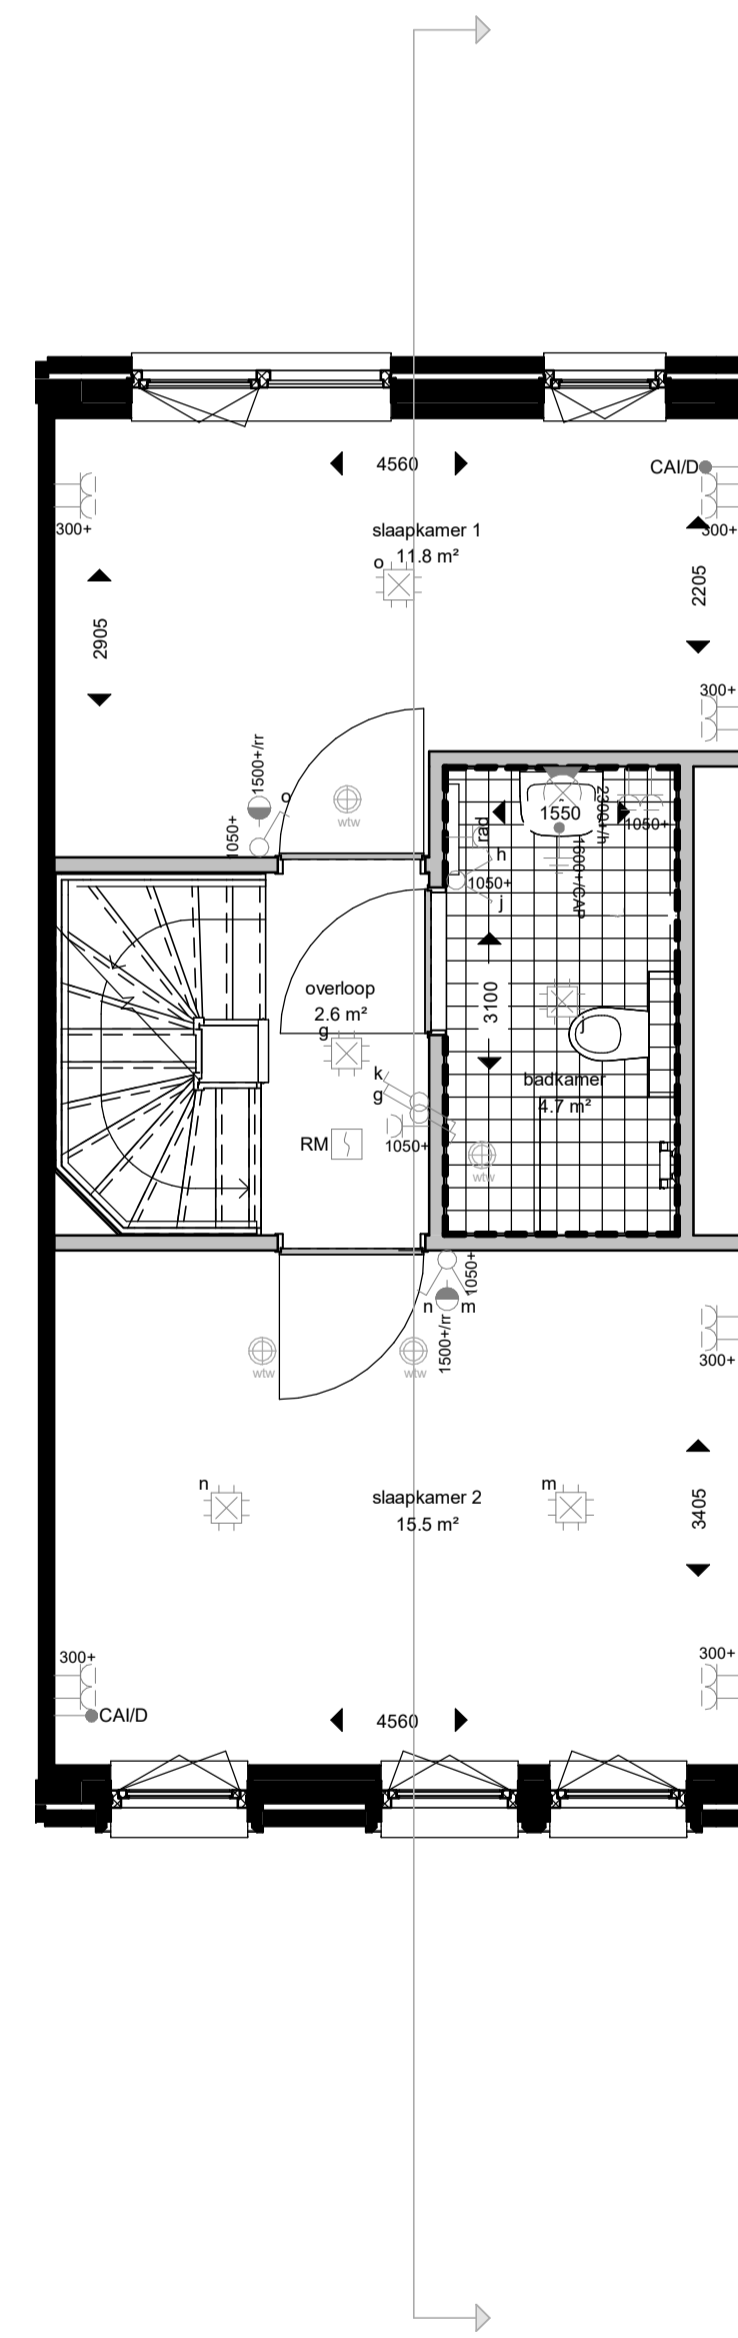 4560
CAI/D
300+
300+
slaapkamer 1
11.8 m²
o
2905
2205
300+
1500+/rr
o
1050+
wtw
rad
1550
2300+/h
1050+
h
1050+
j
1600+/CAP
overloop
2.6 m²
g
3100
j
k
g
badkamer
4.7 m²
RM
1050+
wtw
1050+
n
m
1500+/rr
wtw
wtw
300+
n
slaapkamer 2
15.5 m²
m
3405
300+
CAI/D
300+
4560